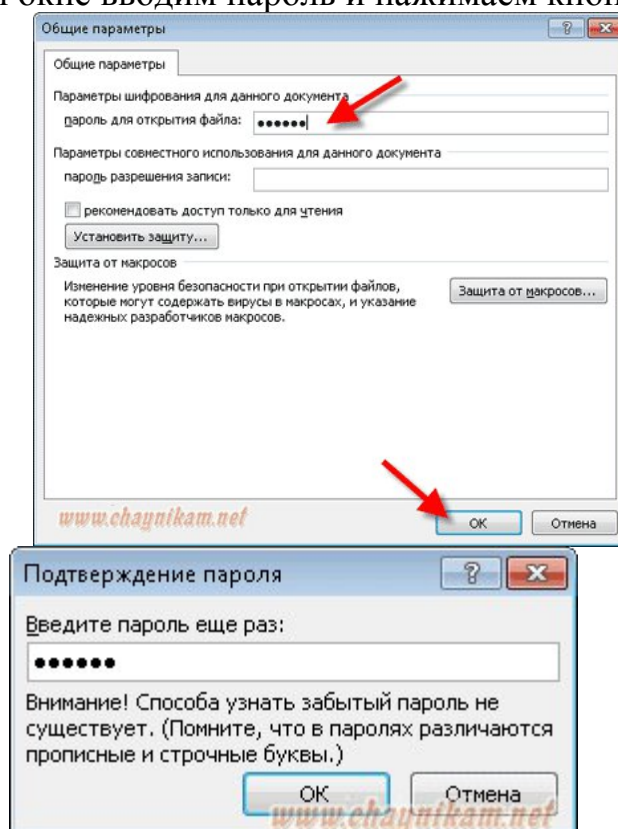 окне вводим пароль и нажимаем
Общие параметры
Общие параметры
Параметры шифрования для данного документа
пароль для открытия файла: ••••••
Параметры совместного использования для данного документа
пароль разрешения записи:
рекомендовать доступ только для чтения
Установить защиту...
Защита от макросов
Изменение уровня безопасности при открытии файлов,
которые могут содержать вирусы в макросах, и указание
надежных разработчиков макросов.
Защита от макросов...
www.chaynikam.net
ОК Отмена
Подтверждение пароля
Введите пароль еще раз:
••••••
Внимание! Способа узнать забытый пароль не
существует. (Помните, что в паролях различаются
прописные и строчные буквы.)
ОК Отмена
www.chaynikam.net